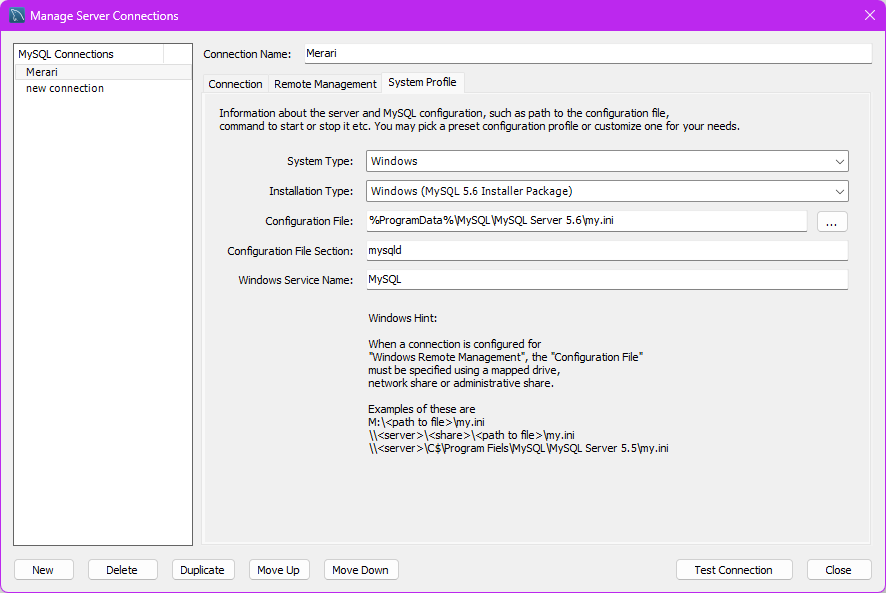 Manage Server Connections
MySQL Connections
Merari
new connection
Connection Name: Merari
Connection Remote Management System Profile
Information about the server and MySQL configuration, such as path to the configuration file,
command to start or stop it etc. You may pick a preset configuration profile or customize one for your needs.
System Type: Windows
Installation Type: Windows (MySQL 5.6 Installer Package)
Configuration File: %ProgramData%\MySQL\MySQL Server 5.6\my.ini ...
Configuration File Section: mysqld
Windows Service Name: MySQL
Windows Hint:
When a connection is configured for
"Windows Remote Management", the "Configuration File"
must be specified using a mapped drive,
network share or administrative share.
Examples of these are
M:\<path to file>\my.ini
\\<server>\<share>\<path to file>\my.ini
\\<server>\C$\Program Fiels\MySQL\MySQL Server 5.5\my.ini
New Delete Duplicate Move Up Move Down Test Connection Close